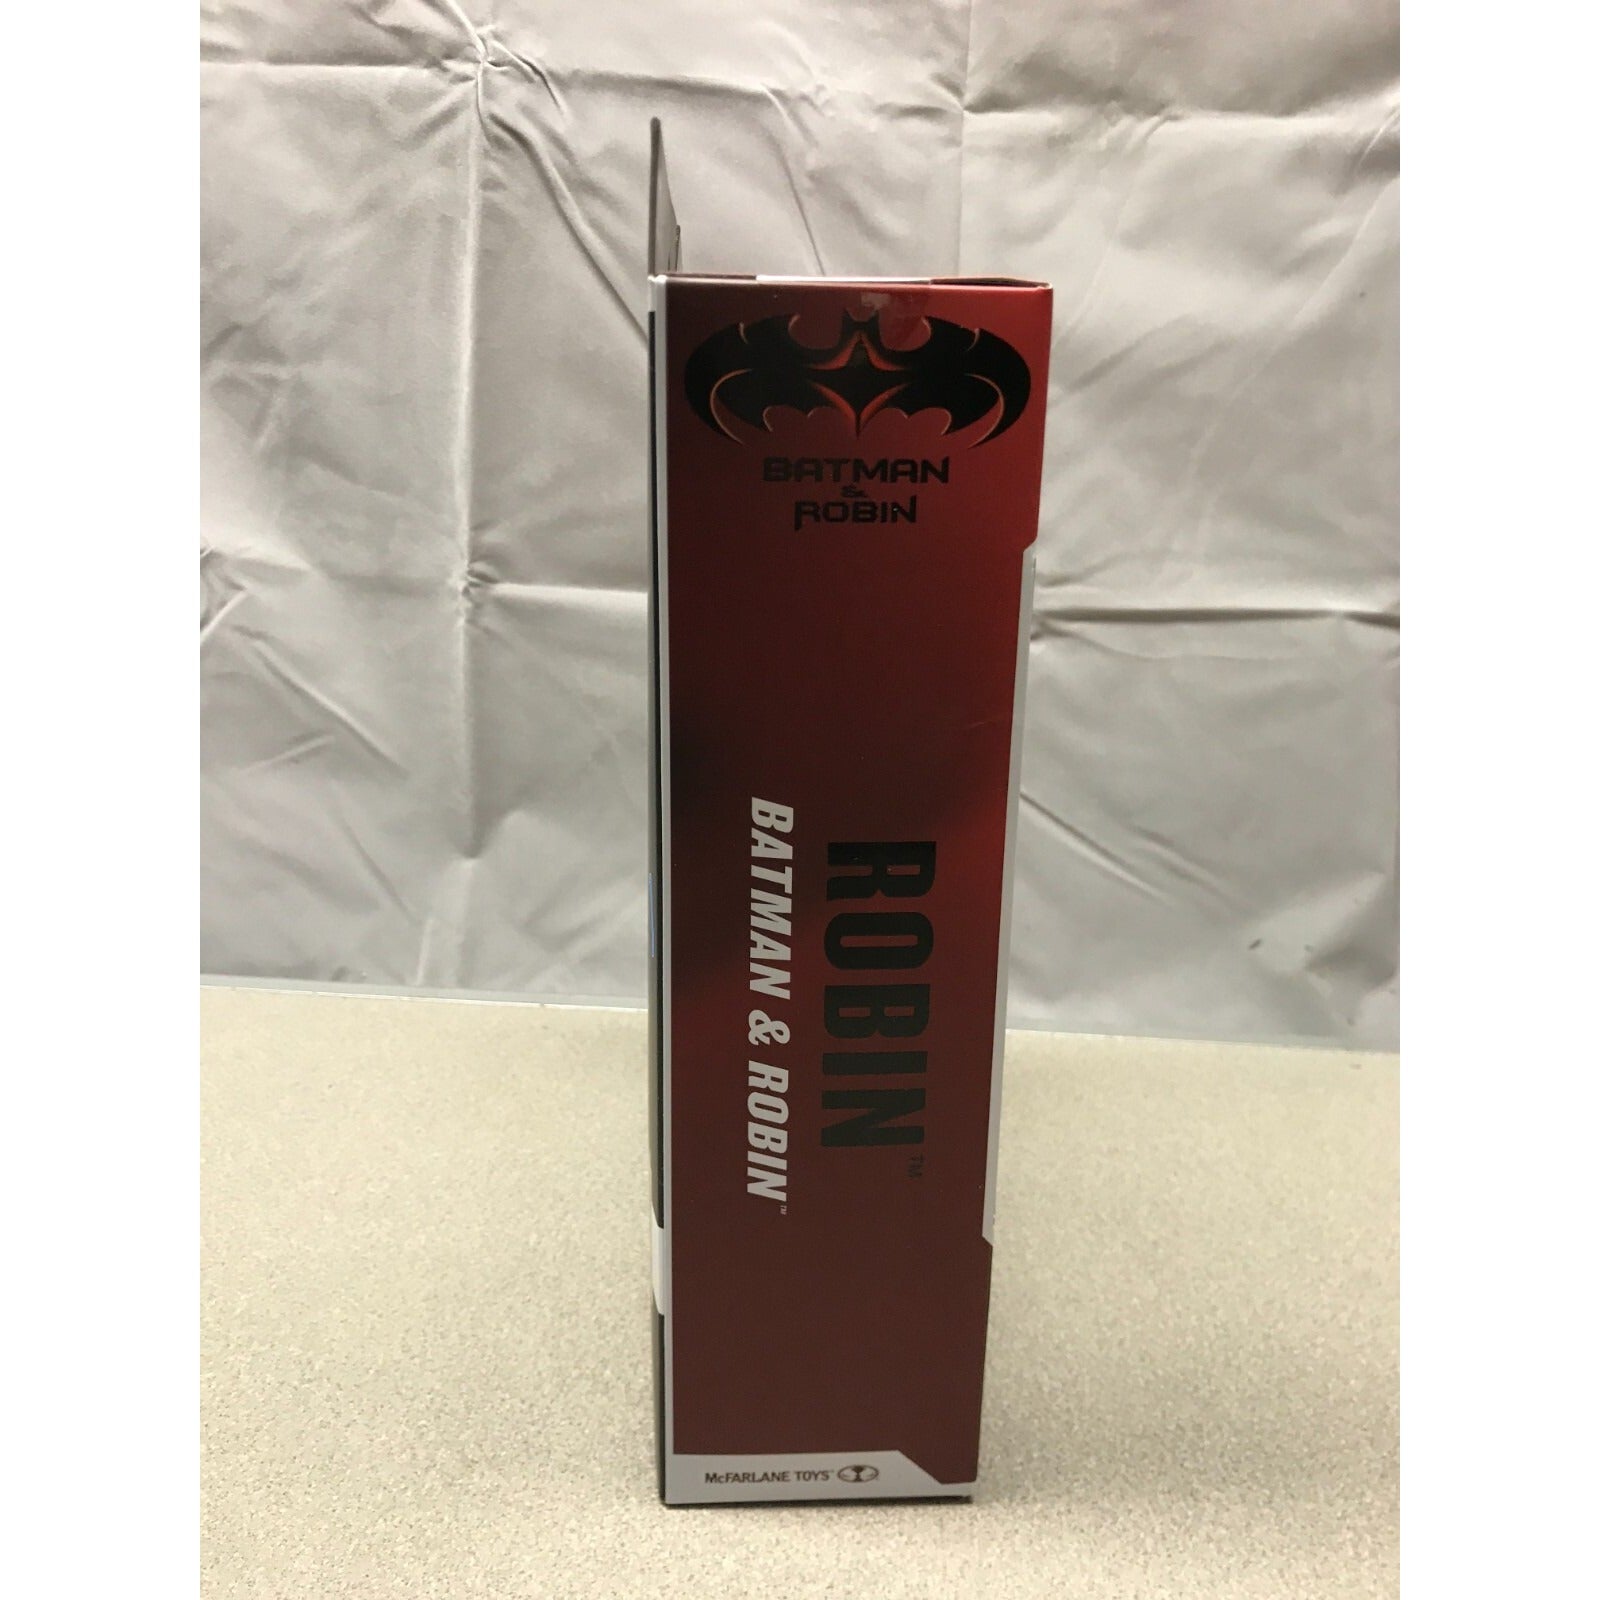 BATMAN
&
ROBIN
ROBIN™
BATMAN & ROBIN™
McFARLANE TOYS™